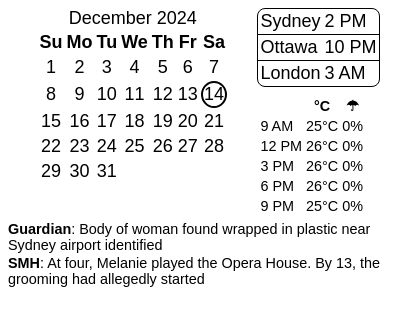 December 2024
Su Mo Tu We Th Fr Sa
1 2 3 4 5 6 7
8 9 10 11 12 13 14
15 16 17 18 19 20 21
22 23 24 25 26 27 28
29 30 31
Sydney 2 PM
Ottawa 10 PM
London 3 AM
°C ☂
9 AM 25°C 0%
12 PM 26°C 0%
3 PM 26°C 0%
6 PM 26°C 0%
9 PM 25°C 0%
Guardian: Body of woman found wrapped in plastic near
Sydney airport identified
SMH: At four, Melanie played the Opera House. By 13, the
grooming had allegedly started